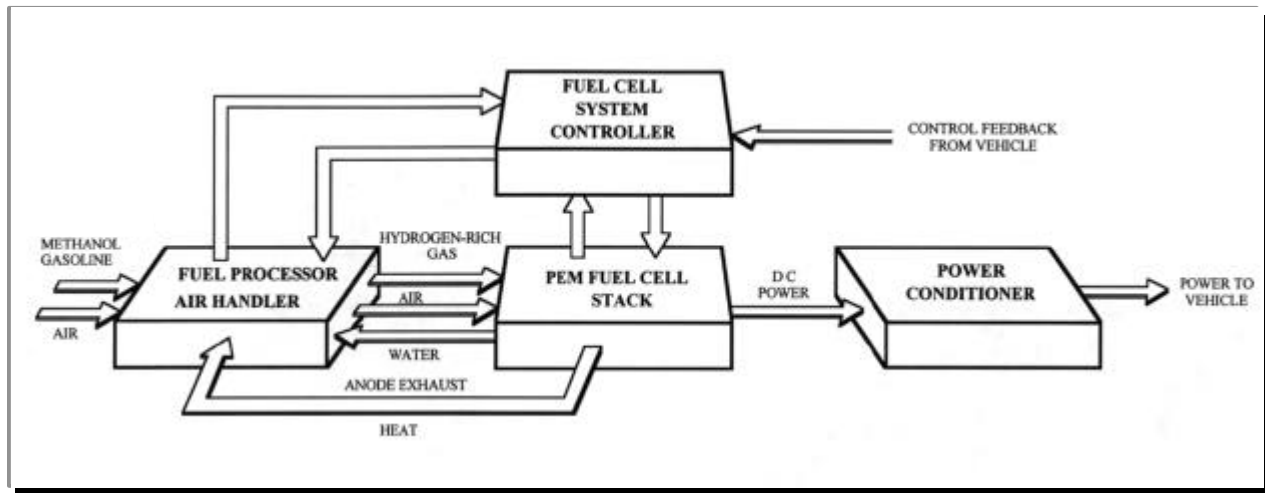 FUEL CELL
SYSTEM
CONTROLLER
CONTROL FEEDBACK
FROM VEHICLE
METHANOL
GASOLINE
AIR
FUEL PROCESSOR
AIR HANDLER
HYDROGEN-RICH
GAS
AIR
WATER
ANODE EXHAUST
HEAT
PEM FUEL CELL
STACK
D C
POWER
POWER
CONDITIONER
POWER TO
VEHICLE